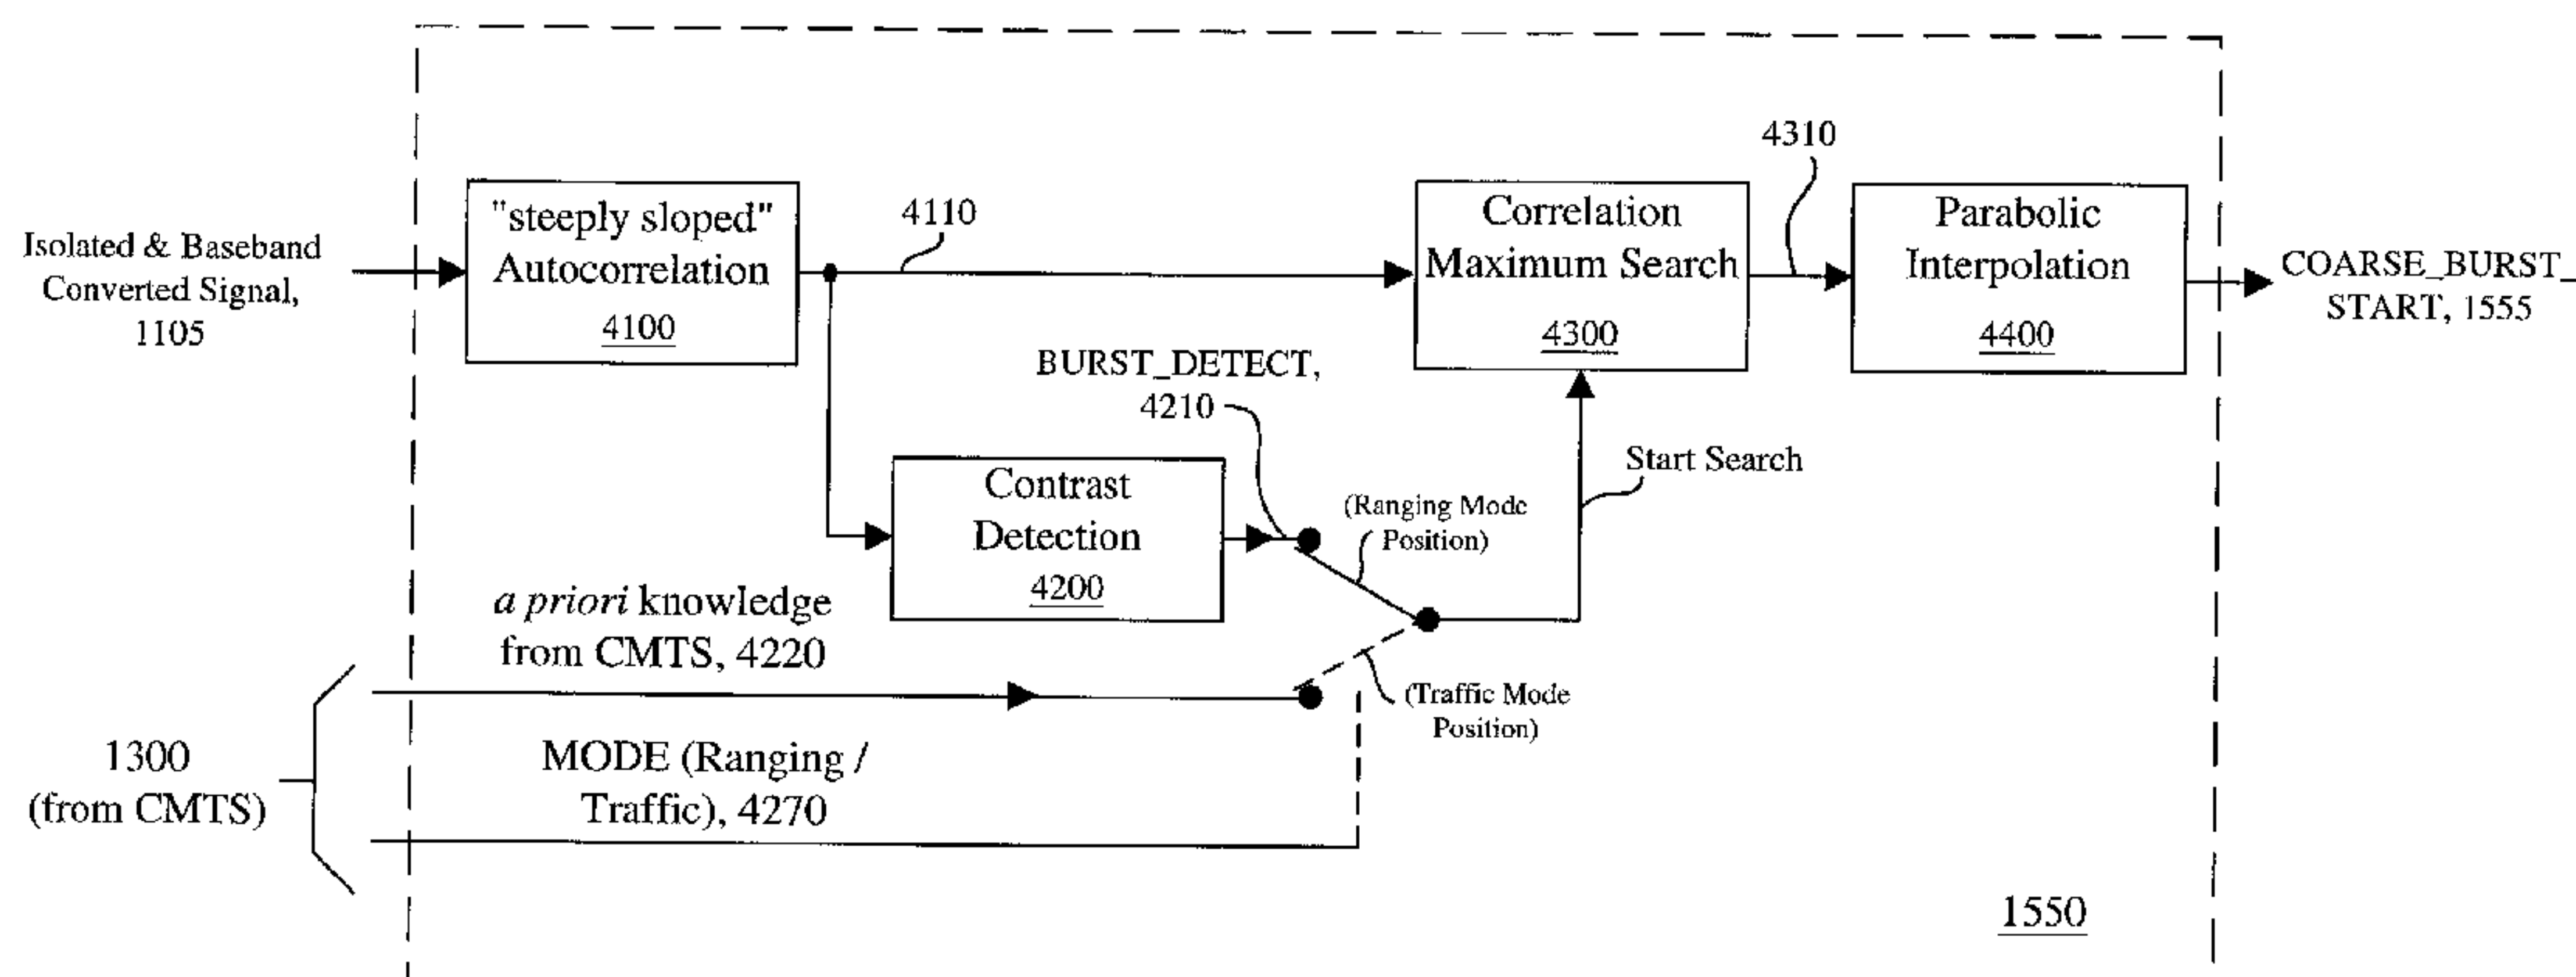 4310
"steeply sloped"
Autocorrelation
4100
4110
Correlation
Maximum Search
4300
Parabolic
Interpolation
4400
Isolated & Baseband
Converted Signal,
1105
COARSE_BURST_
START, 1555
BURST_DETECT,
4210
Start Search
Contrast
Detection
4200
(Ranging Mode
Position)
a priori knowledge
from CMTS, 4220
(Traffic Mode
Position)
1300
(from CMTS)
MODE (Ranging /
Traffic), 4270
1550